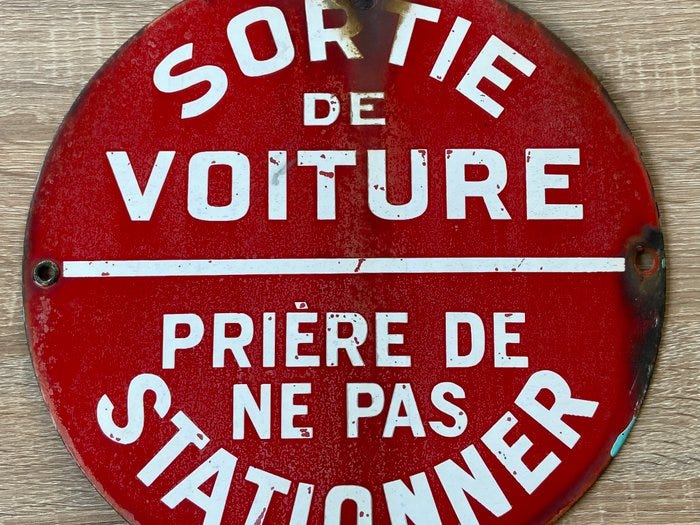 SORTIE
DE
VOITURE
PRIÈRE DE
NE PAS
STATIONNER